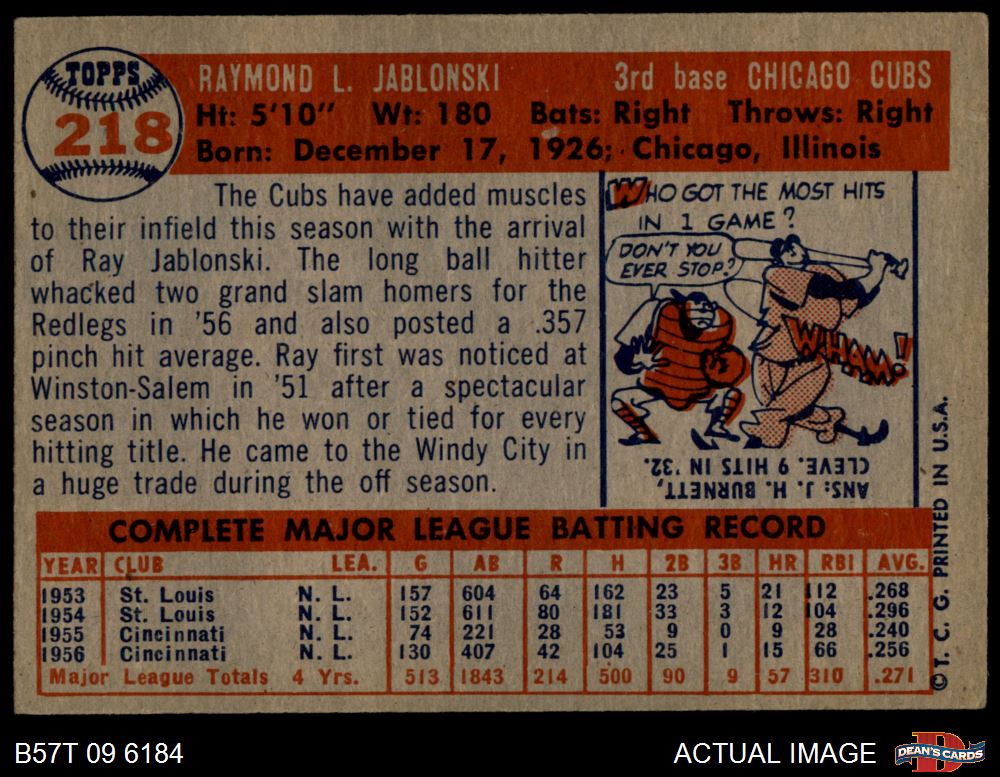 TOPPS
218
RAYMOND L. JABLONSKI 3rd base CHICAGO CUBS
Ht: 5'10" Wt: 180 Bats: Right Throws: Right
Born: December 17, 1926; Chicago, Illinois
The Cubs have added muscles
to their infield this season with the arrival
of Ray Jablonski. The long ball hitter
whacked two grand slam homers for the
Redlegs in '56 and also posted a .357
pinch hit average. Ray first was noticed at
Winston-Salem in '51 after a spectacular
season in which he won or tied for every
hitting title. He came to the Windy City in
a huge trade during the off season.
WHO GOT THE MOST HITS
IN 1 GAME?
DON'T YOU
EVER STOP?
WHAM!
ANS: J. H. BURNETT,
CLEVE. 9 HITS IN '32.
COMPLETE MAJOR LEAGUE BATTING RECORD
YEAR CLUB LEA. G AB R H 2B 3B HR RBI AVG.
1953 St. Louis N. L. 157 604 64 162 23 5 21 112 .268
1954 St. Louis N. L. 152 611 80 181 33 3 12 104 .296
1955 Cincinnati N. L. 74 221 28 53 9 0 9 28 .240
1956 Cincinnati N. L. 130 407 42 104 25 1 15 66 .256
Major League Totals 4 Yrs. 513 1843 214 500 90 9 57 310 .271
© T. C. G. PRINTED IN U.S.A.
B57T 09 6184
ACTUAL IMAGE
D
DEAN'S CARDS